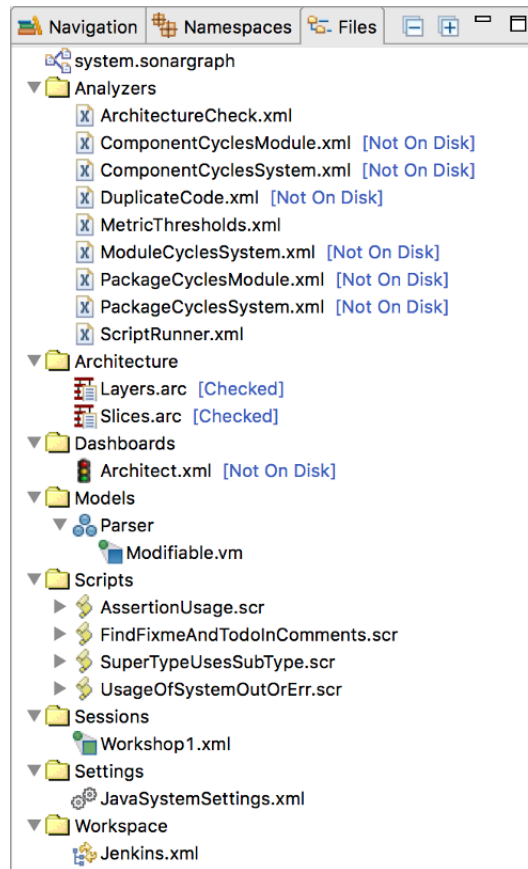 Navigation Namespaces Files
system.sonargraph
Analyzers
ArchitectureCheck.xml
ComponentCyclesModule.xml [Not On Disk]
ComponentCyclesSystem.xml [Not On Disk]
DuplicateCode.xml [Not On Disk]
MetricThresholds.xml
ModuleCyclesSystem.xml [Not On Disk]
PackageCyclesModule.xml [Not On Disk]
PackageCyclesSystem.xml [Not On Disk]
ScriptRunner.xml
Architecture
Layers.arc [Checked]
Slices.arc [Checked]
Dashboards
Architect.xml [Not On Disk]
Models
Parser
Modifiable.vm
Scripts
AssertionUsage.scr
FindFixmeAndTodoInComments.scr
SuperTypeUsesSubType.scr
UsageOfSystemOutOrErr.scr
Sessions
Workshop1.xml
Settings
JavaSystemSettings.xml
Workspace
Jenkins.xml